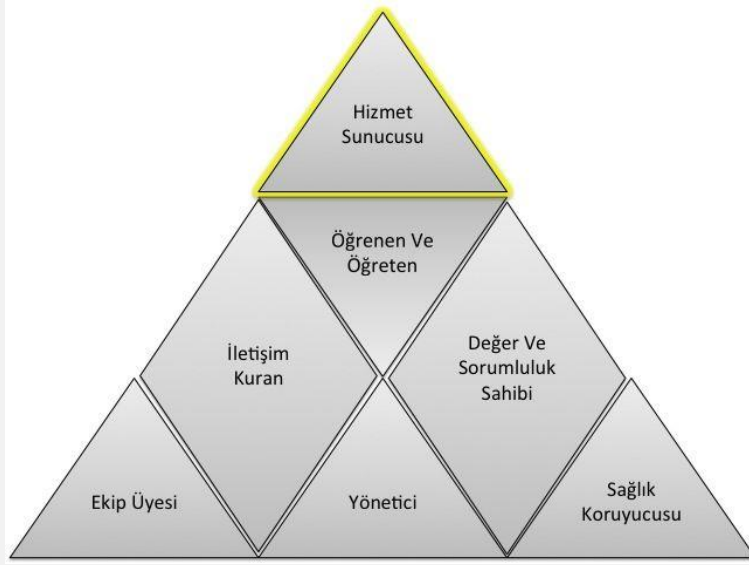 Hizmet
Sunucusu
Öğrenen Ve
Öğreten
İletişim
Kuran
Değer Ve
Sorumluluk
Sahibi
Ekip Üyesi
Yönetici
Sağlık
Koruyucusu